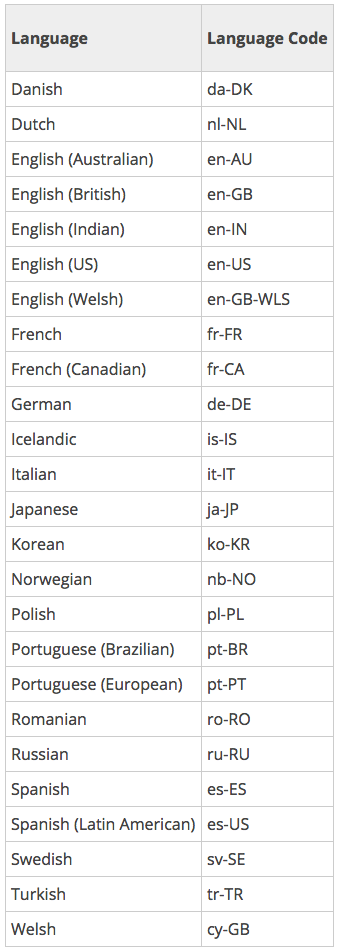 Language Language Code
Danish da-DK
Dutch nl-NL
English (Australian) en-AU
English (British) en-GB
English (Indian) en-IN
English (US) en-US
English (Welsh) en-GB-WLS
French fr-FR
French (Canadian) fr-CA
German de-DE
Icelandic is-IS
Italian it-IT
Japanese ja-JP
Korean ko-KR
Norwegian nb-NO
Polish pl-PL
Portuguese (Brazilian) pt-BR
Portuguese (European) pt-PT
Romanian ro-RO
Russian ru-RU
Spanish es-ES
Spanish (Latin American) es-US
Swedish sv-SE
Turkish tr-TR
Welsh cy-GB